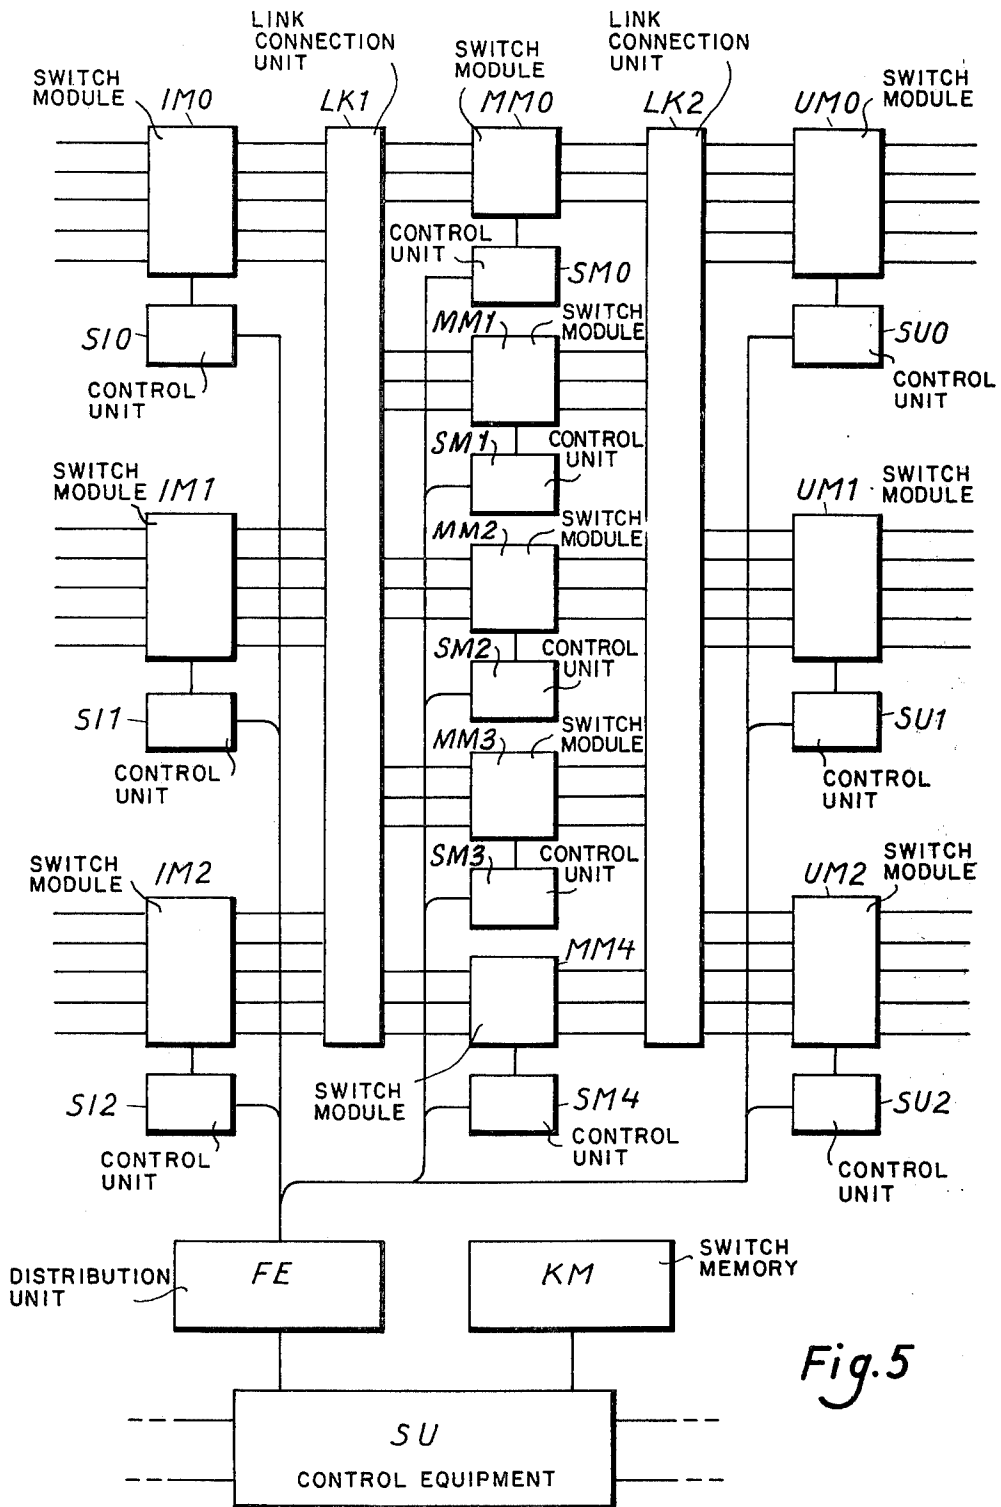 LINK
CONNECTION
UNIT
LINK
CONNECTION
UNIT
SWITCH
MODULE
IM0
LK1
SWITCH
MODULE
MM0
LK2
UM0
SWITCH
MODULE
CONTROL
UNIT
SM0
SI0
CONTROL
UNIT
MM1
SWITCH
MODULE
SU0
CONTROL
UNIT
SM1
CONTROL
UNIT
SWITCH
MODULE
IM1
UM1
SWITCH
MODULE
MM2
SWITCH
MODULE
SM2
CONTROL
UNIT
SI1
CONTROL
UNIT
MM3
SWITCH
MODULE
SU1
CONTROL
UNIT
SM3
CONTROL
UNIT
SWITCH
MODULE
IM2
UM2
SWITCH
MODULE
MM4
SWITCH
MODULE
SI2
CONTROL
UNIT
SM4
CONTROL
UNIT
SU2
CONTROL
UNIT
DISTRIBUTION
UNIT
FE
KM
SWITCH
MEMORY
SU
CONTROL EQUIPMENT
Fig.5